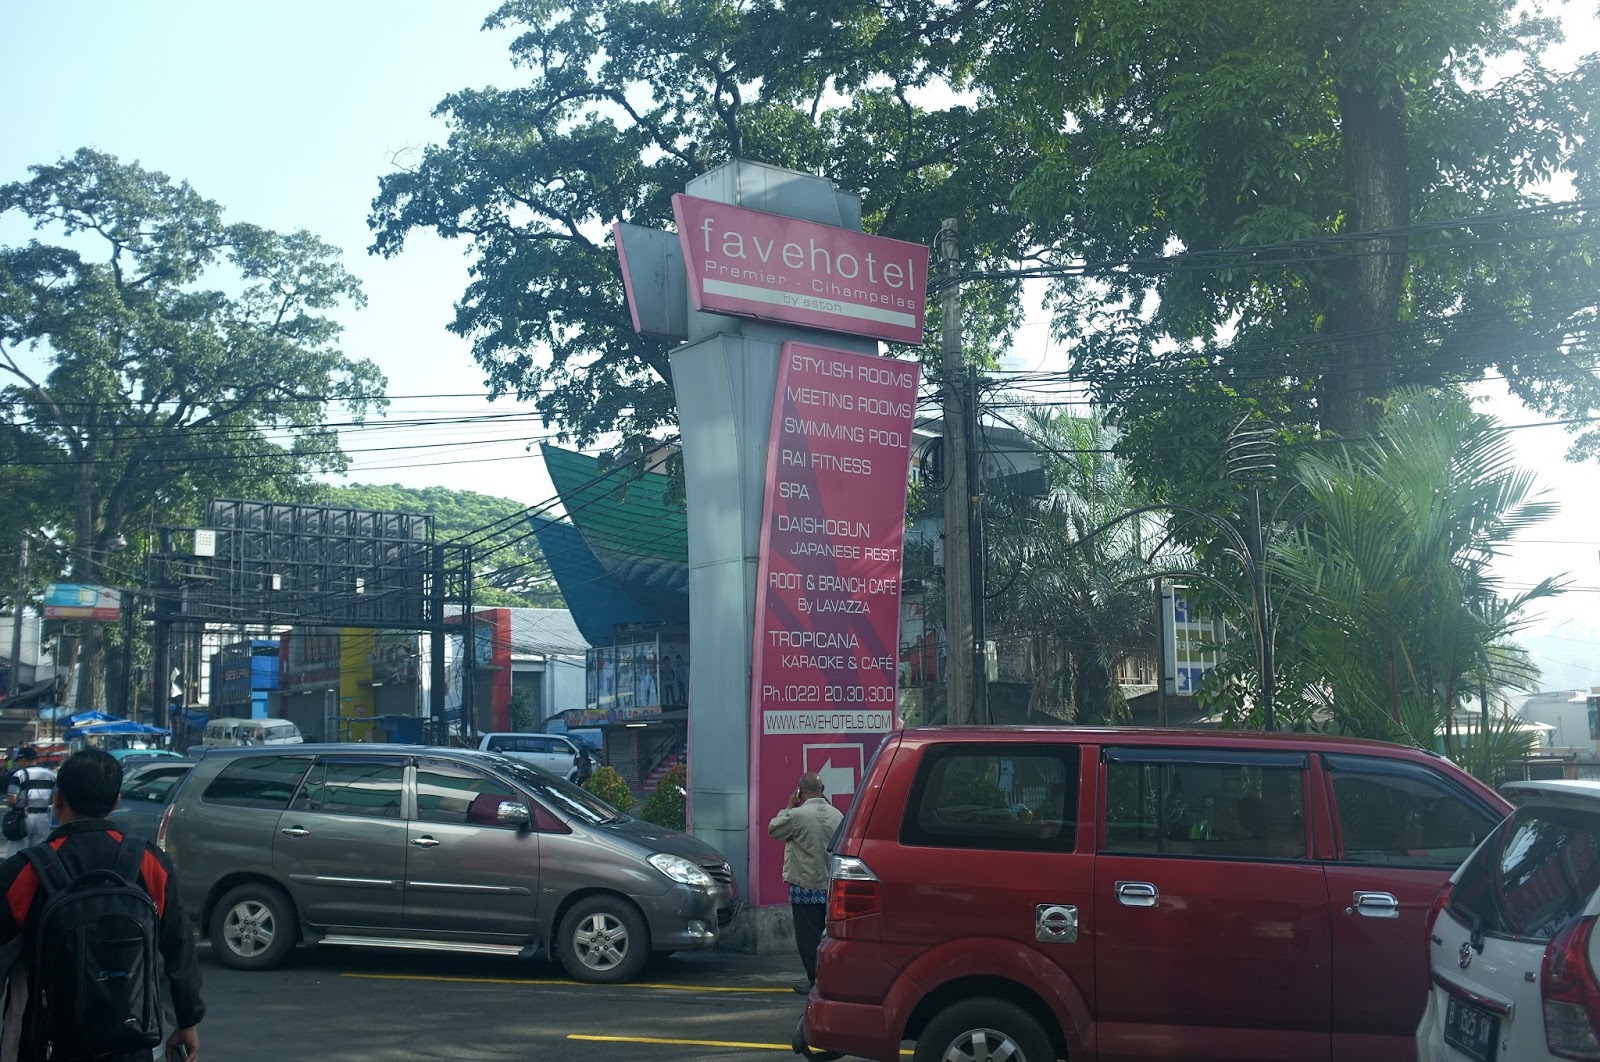 favehotel
Premier - Cihampelas
by aston
STYLISH ROOMS
MEETING ROOMS
SWIMMING POOL
RAI FITNESS
SPA
DAISHOGUN
JAPANESE REST.
ROOT & BRANCH CAFÉ
By LAVAZZA
TROPICANA
KARAOKE & CAFÉ
Ph.(022) 20.30.300
WWW.FAVEHOTELS.COM
B 1525